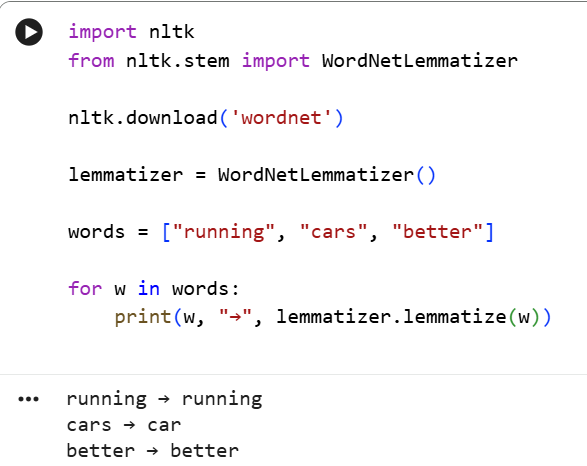 import nltk
from nltk.stem import WordNetLemmatizer
nltk.download('wordnet')
lemmatizer = WordNetLemmatizer()
words = ["running", "cars", "better"]
for w in words:
    print(w, "→", lemmatizer.lemmatize(w))
running → running
cars → car
better → better